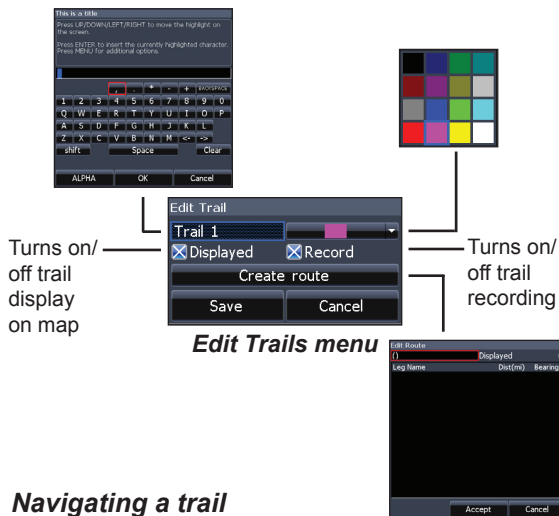 This is a title
Press UP/DOWN/LEFT/RIGHT to move the highlight on
the screen.
Press ENTER to insert the currently highlighted character.
Press MENU for additional options.
, . * - + BACKSPACE
1 2 3 4 5 6 7 8 9 0
Q W E R T Y U I O P
A S D F G H J K L
Z X C V B N M <- ->
shift Space Clear
ALPHA OK Cancel
Edit Trail
Trail 1
Displayed Record
Create route
Save Cancel
Turns on/
off trail
display
on map
Turns on/
off trail
recording
Edit Trails menu
Edit Route
() Displayed
Leg Name Dist(mi) Bearing
Accept Cancel
Navigating a trail